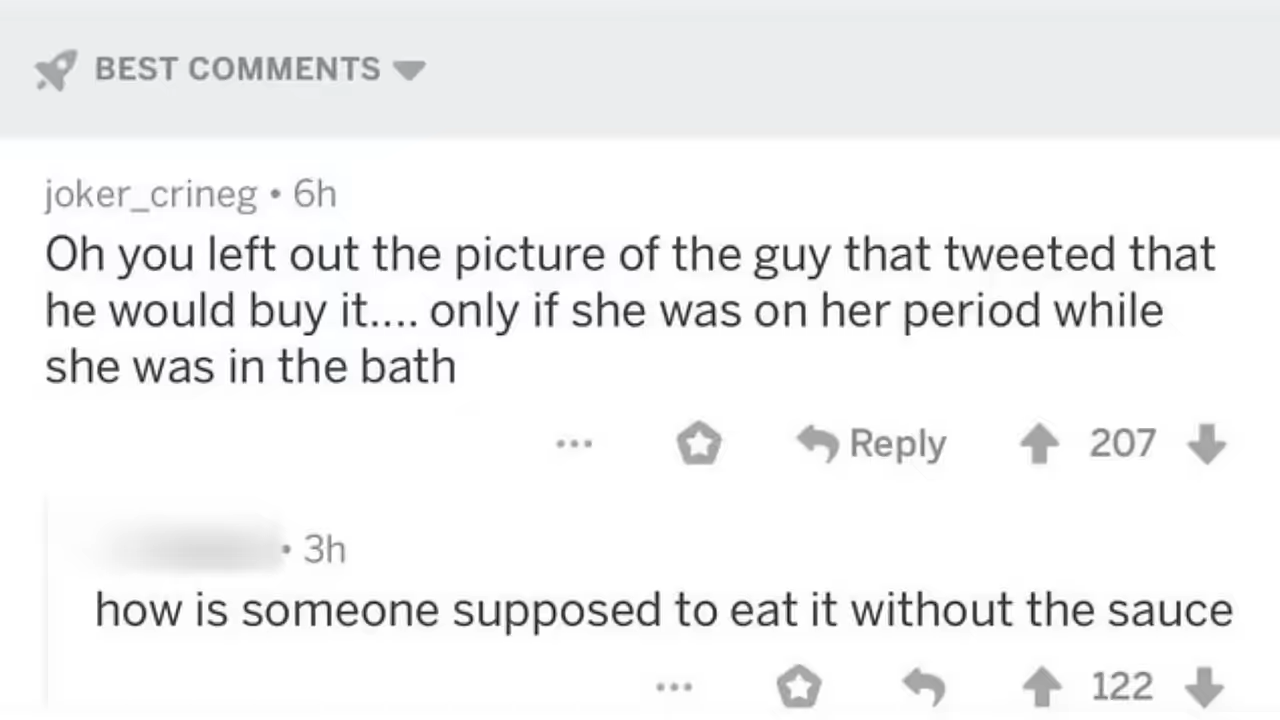 BEST COMMENTS
joker_crineg • 6h
Oh you left out the picture of the guy that tweeted that
he would buy it.... only if she was on her period while
she was in the bath
... Reply 207
• 3h
how is someone supposed to eat it without the sauce
... 122